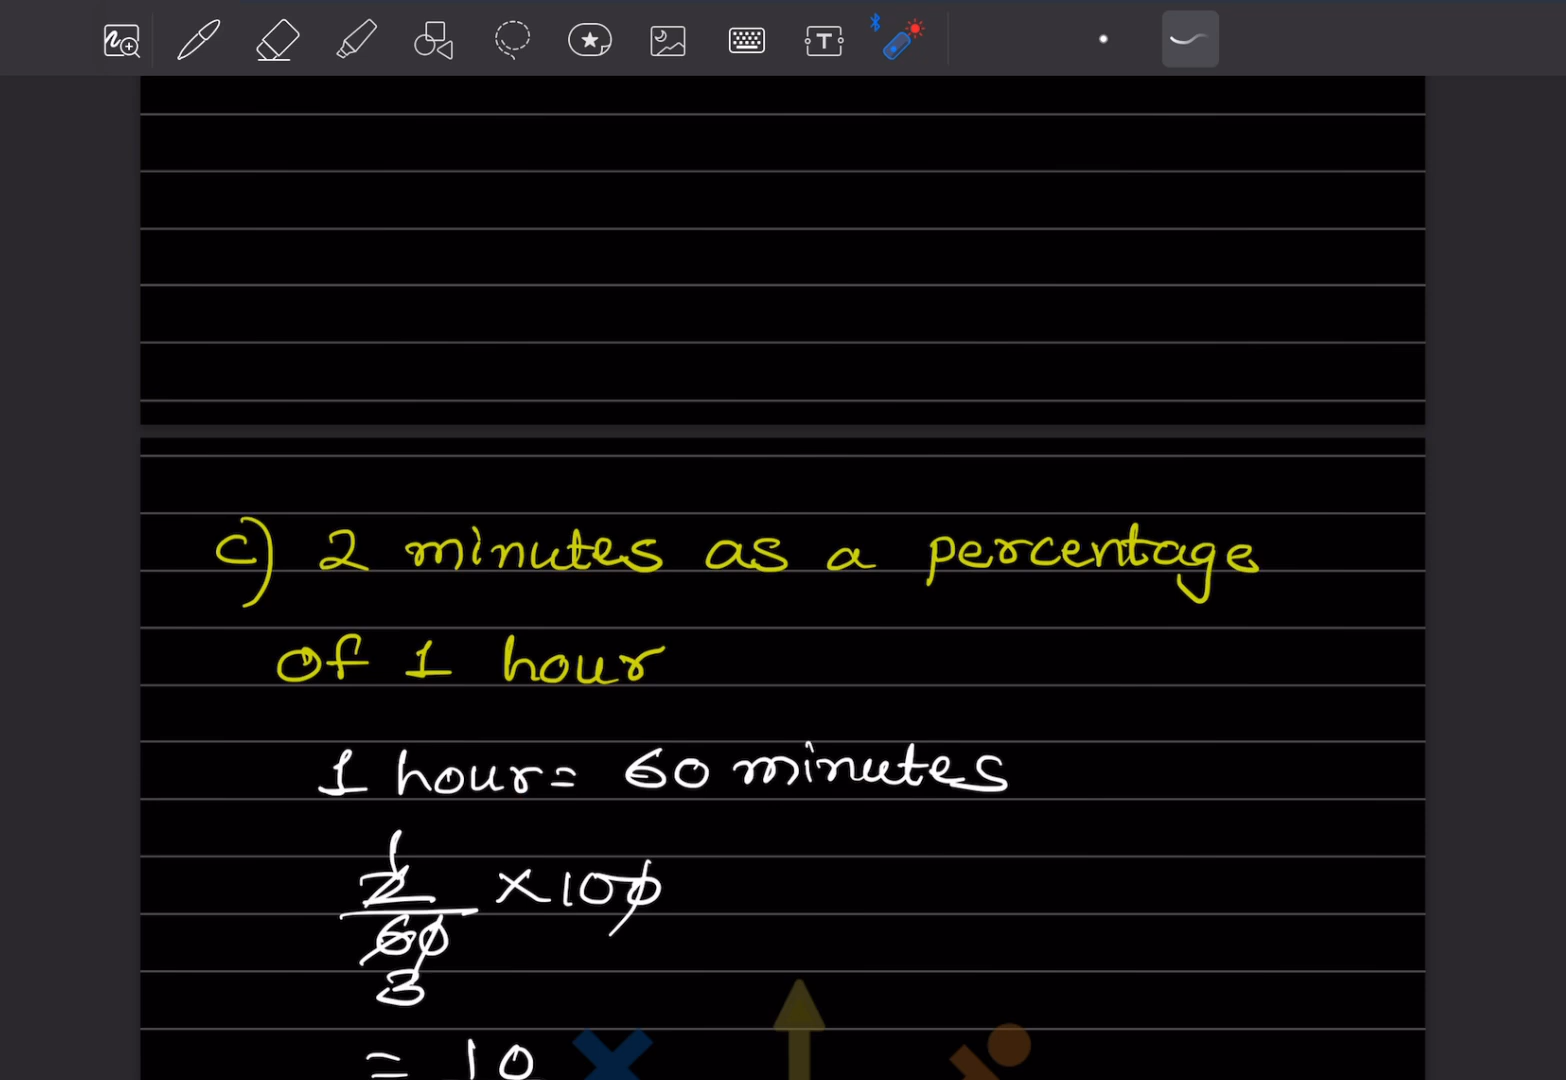 c) 2 minutes as a percentage
of 1 hour
1 hour = 60 minutes
1
2 × 100
60
3
= 10